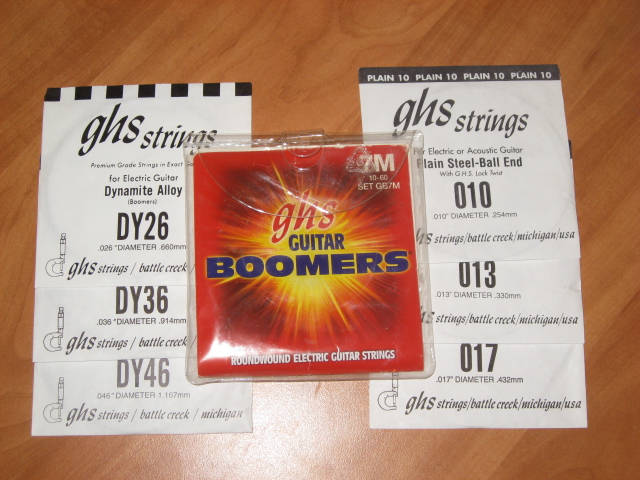 ghs strings
Premium Grade Strings in Exact
for Electric Guitar
Dynamite Alloy
(Boomers)
DY26
.026 "DIAMETER .660mm
ghs strings / battle creek /
DY36
.036 "DIAMETER .914mm
ghs strings / battle creek /
DY46
.046" DIAMETER 1.167mm
ghs strings / battle creek / michigan
7M
10-60
SET GB7M
ghs
GUITAR
BOOMERS
ROUNDWOUND ELECTRIC GUITAR STRINGS
PLAIN 10 PLAIN 10 PLAIN 10 PLAIN 10
ghs strings
For Electric or Acoustic Guitar
Plain Steel-Ball End
With G.H.S. Lock Twist
010
.010" DIAMETER .254mm
ghs strings/battle creek/michigan/usa
013
.013" DIAMETER .330mm
ghs strings/battle creek/michigan/usa
017
.017" DIAMETER .432mm
ghs strings/battle creek/michigan/usa